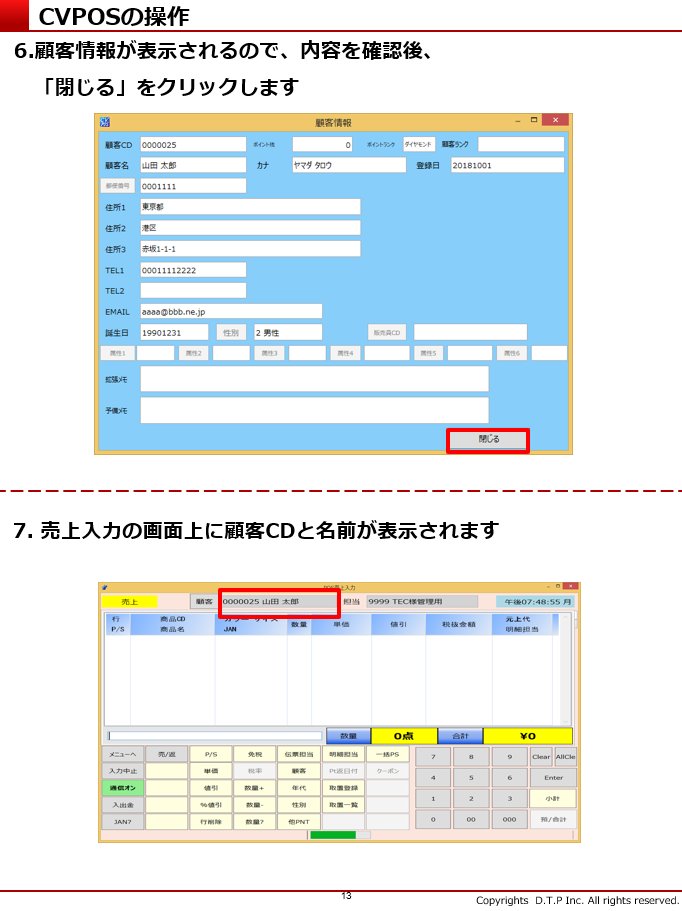 CVPOSの操作
6.顧客情報が表示されるので、内容を確認後、
「閉じる」をクリックします
顧客情報
顧客CD 0000025 ポイント残 0 ポイントランク ダイヤモンド 顧客ランク
顧客名 山田 太郎 カナ ヤマダ タロウ 登録日 20181001
郵便番号 0001111
住所1 東京都
住所2 港区
住所3 赤坂1-1-1
TEL1 00011112222
TEL2
EMAIL aaaa@bbb.ne.jp
誕生日 19901231 性別 2 男性 販売員CD
属性1 属性2 属性3 属性4 属性5 属性6
拡張メモ
予備メモ
閉じる
7. 売上入力の画面上に顧客CDと名前が表示されます
POS売上入力
売上 顧客 0000025 山田 太郎 担当 9999 TEC様管理用 午後07:48:55 月
行 商品CD カラー サイズ 数量 単価 値引 税抜金額 元上代
P/S 商品名 JAN 明細担当
数量 0点 合計 ¥0
メニューへ 売/返 P/S 免税 伝票担当 明細担当 一括PS 7 8 9 Clear AllCle
入力中止 単価 税率 顧客 Pt返日付 クーポン 4 5 6 Enter
通信オン 値引 数量+ 年代 取置登録 1 2 3 小計
入出金 %値引 数量- 性別 取置一覧 0 00 000 預/合計
JAN? 行削除 数量? 他PNT
13
Copyrights D.T.P Inc. All rights reserved.